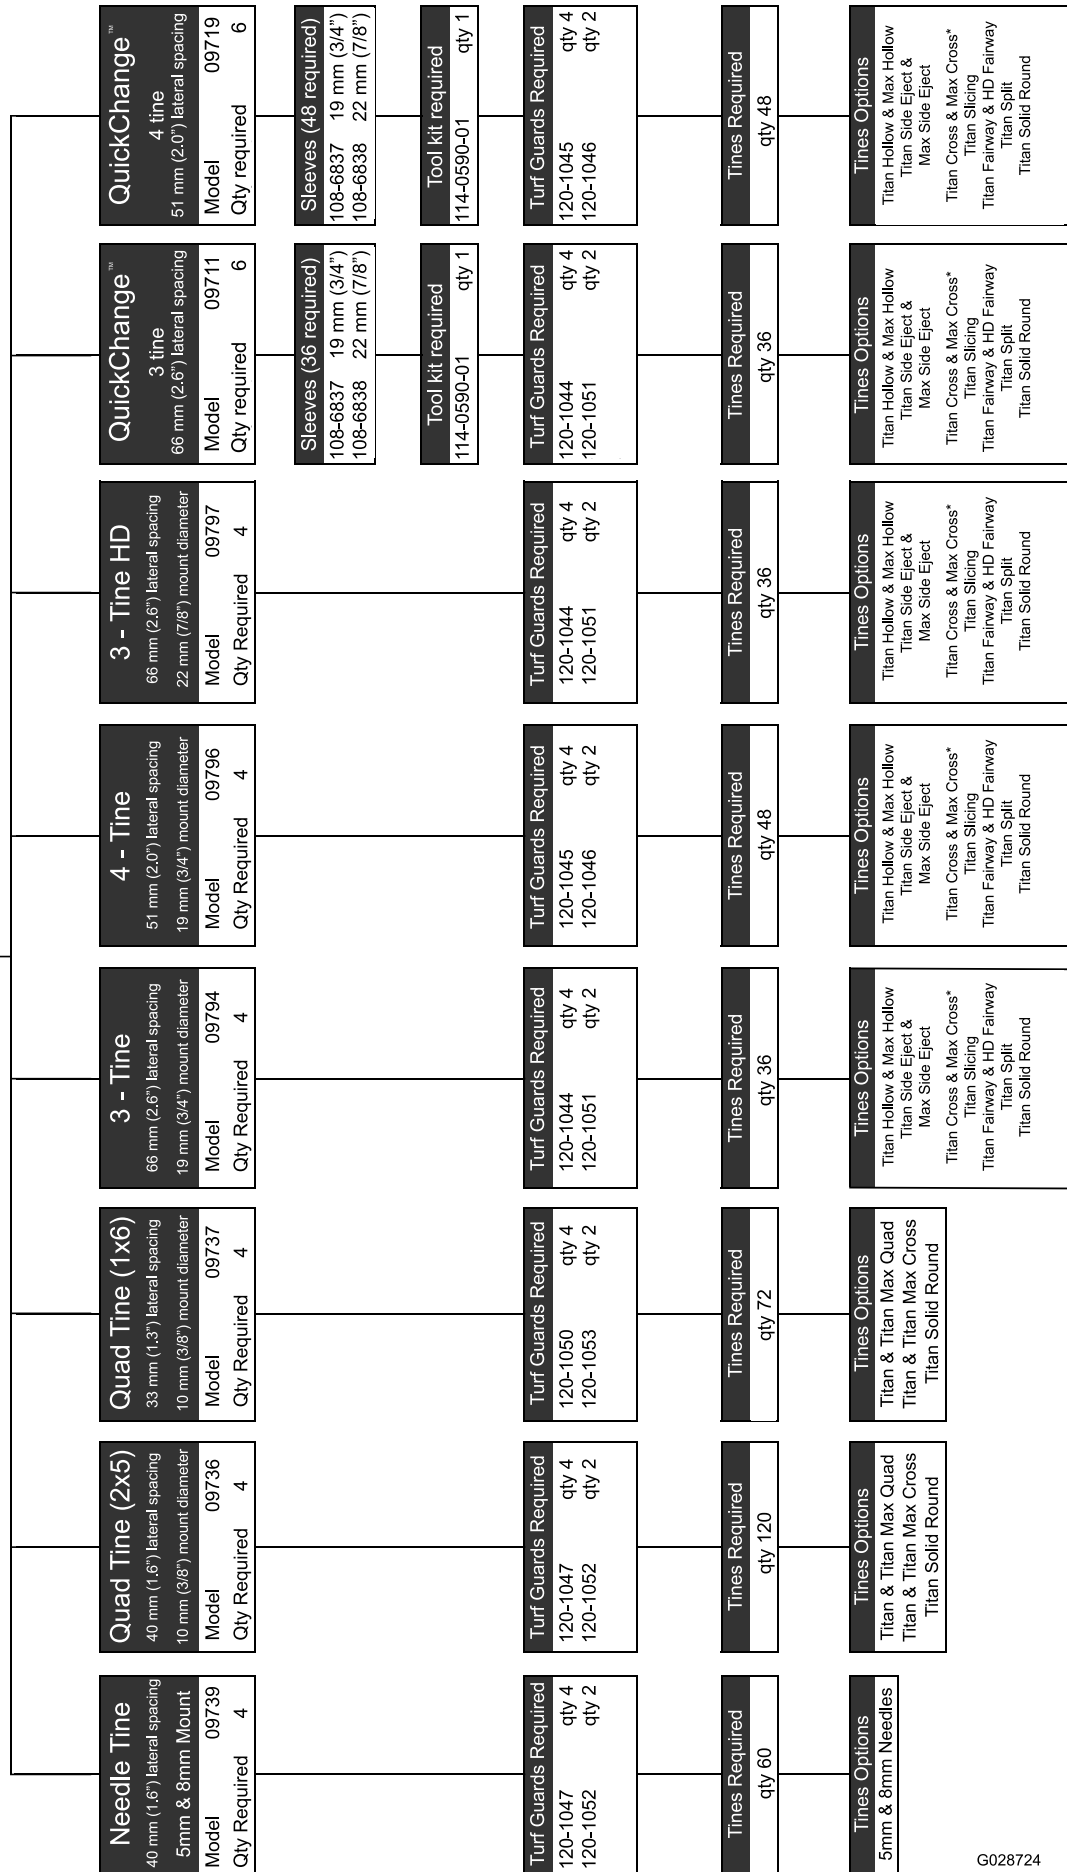 Needle Tine
40 mm (1.6") lateral spacing
5mm & 8mm Mount
Model 09739
Qty Required 4
Turf Guards Required
120-1047 qty 4
120-1052 qty 2
Tines Required
qty 60
Tines Options
5mm & 8mm Needles
Quad Tine (2x5)
40 mm (1.6") lateral spacing
10 mm (3/8") mount diameter
Model 09736
Qty Required 4
Turf Guards Required
120-1047 qty 4
120-1052 qty 2
Tines Required
qty 120
Tines Options
Titan & Titan Max Quad
Titan & Titan Max Cross
Titan Solid Round
Quad Tine (1x6)
33 mm (1.3") lateral spacing
10 mm (3/8") mount diameter
Model 09737
Qty Required 4
Turf Guards Required
120-1050 qty 4
120-1053 qty 2
Tines Required
qty 72
Tines Options
Titan & Titan Max Quad
Titan & Titan Max Cross
Titan Solid Round
3 - Tine
66 mm (2.6") lateral spacing
19 mm (3/4") mount diameter
Model 09794
Qty Required 4
Turf Guards Required
120-1044 qty 4
120-1051 qty 2
Tines Required
qty 36
Tines Options
Titan Hollow & Max Hollow
Titan Side Eject &
Max Side Eject
Titan Cross & Max Cross*
Titan Slicing
Titan Fairway & HD Fairway
Titan Split
Titan Solid Round
4 - Tine
51 mm (2.0") lateral spacing
19 mm (3/4") mount diameter
Model 09796
Qty Required 4
Turf Guards Required
120-1045 qty 4
120-1046 qty 2
Tines Required
qty 48
Tines Options
Titan Hollow & Max Hollow
Titan Side Eject &
Max Side Eject
Titan Cross & Max Cross*
Titan Slicing
Titan Fairway & HD Fairway
Titan Split
Titan Solid Round
3 - Tine HD
66 mm (2.6") lateral spacing
22 mm (7/8") mount diameter
Model 09797
Qty Required 4
Turf Guards Required
120-1044 qty 4
120-1051 qty 2
Tines Required
qty 36
Tines Options
Titan Hollow & Max Hollow
Titan Side Eject &
Max Side Eject
Titan Cross & Max Cross*
Titan Slicing
Titan Fairway & HD Fairway
Titan Split
Titan Solid Round
QuickChange™
3 tine
66 mm (2.6") lateral spacing
Model 09711
Qty required 6
Sleeves (36 required)
108-6837 19 mm (3/4")
108-6838 22 mm (7/8")
Tool kit required
114-0590-01 qty 1
Turf Guards Required
120-1044 qty 4
120-1051 qty 2
Tines Required
qty 36
Tines Options
Titan Hollow & Max Hollow
Titan Side Eject &
Max Side Eject
Titan Cross & Max Cross*
Titan Slicing
Titan Fairway & HD Fairway
Titan Split
Titan Solid Round
QuickChange™
4 tine
51 mm (2.0") lateral spacing
Model 09719
Qty required 6
Sleeves (48 required)
108-6837 19 mm (3/4")
108-6838 22 mm (7/8")
Tool kit required
114-0590-01 qty 1
Turf Guards Required
120-1045 qty 4
120-1046 qty 2
Tines Required
qty 48
Tines Options
Titan Hollow & Max Hollow
Titan Side Eject &
Max Side Eject
Titan Cross & Max Cross*
Titan Slicing
Titan Fairway & HD Fairway
Titan Split
Titan Solid Round
G028724